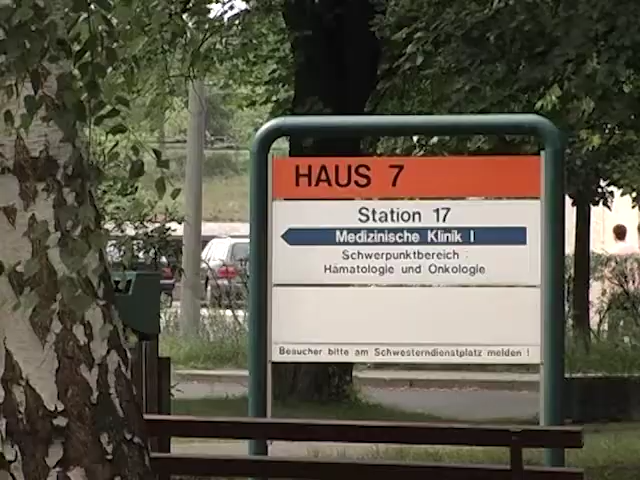 HAUS 7
Station 17
Medizinische Klinik I
Schwerpunktbereich :
Hämatologie und Onkologie
Besucher bitte am Schwesterndienstplatz melden !